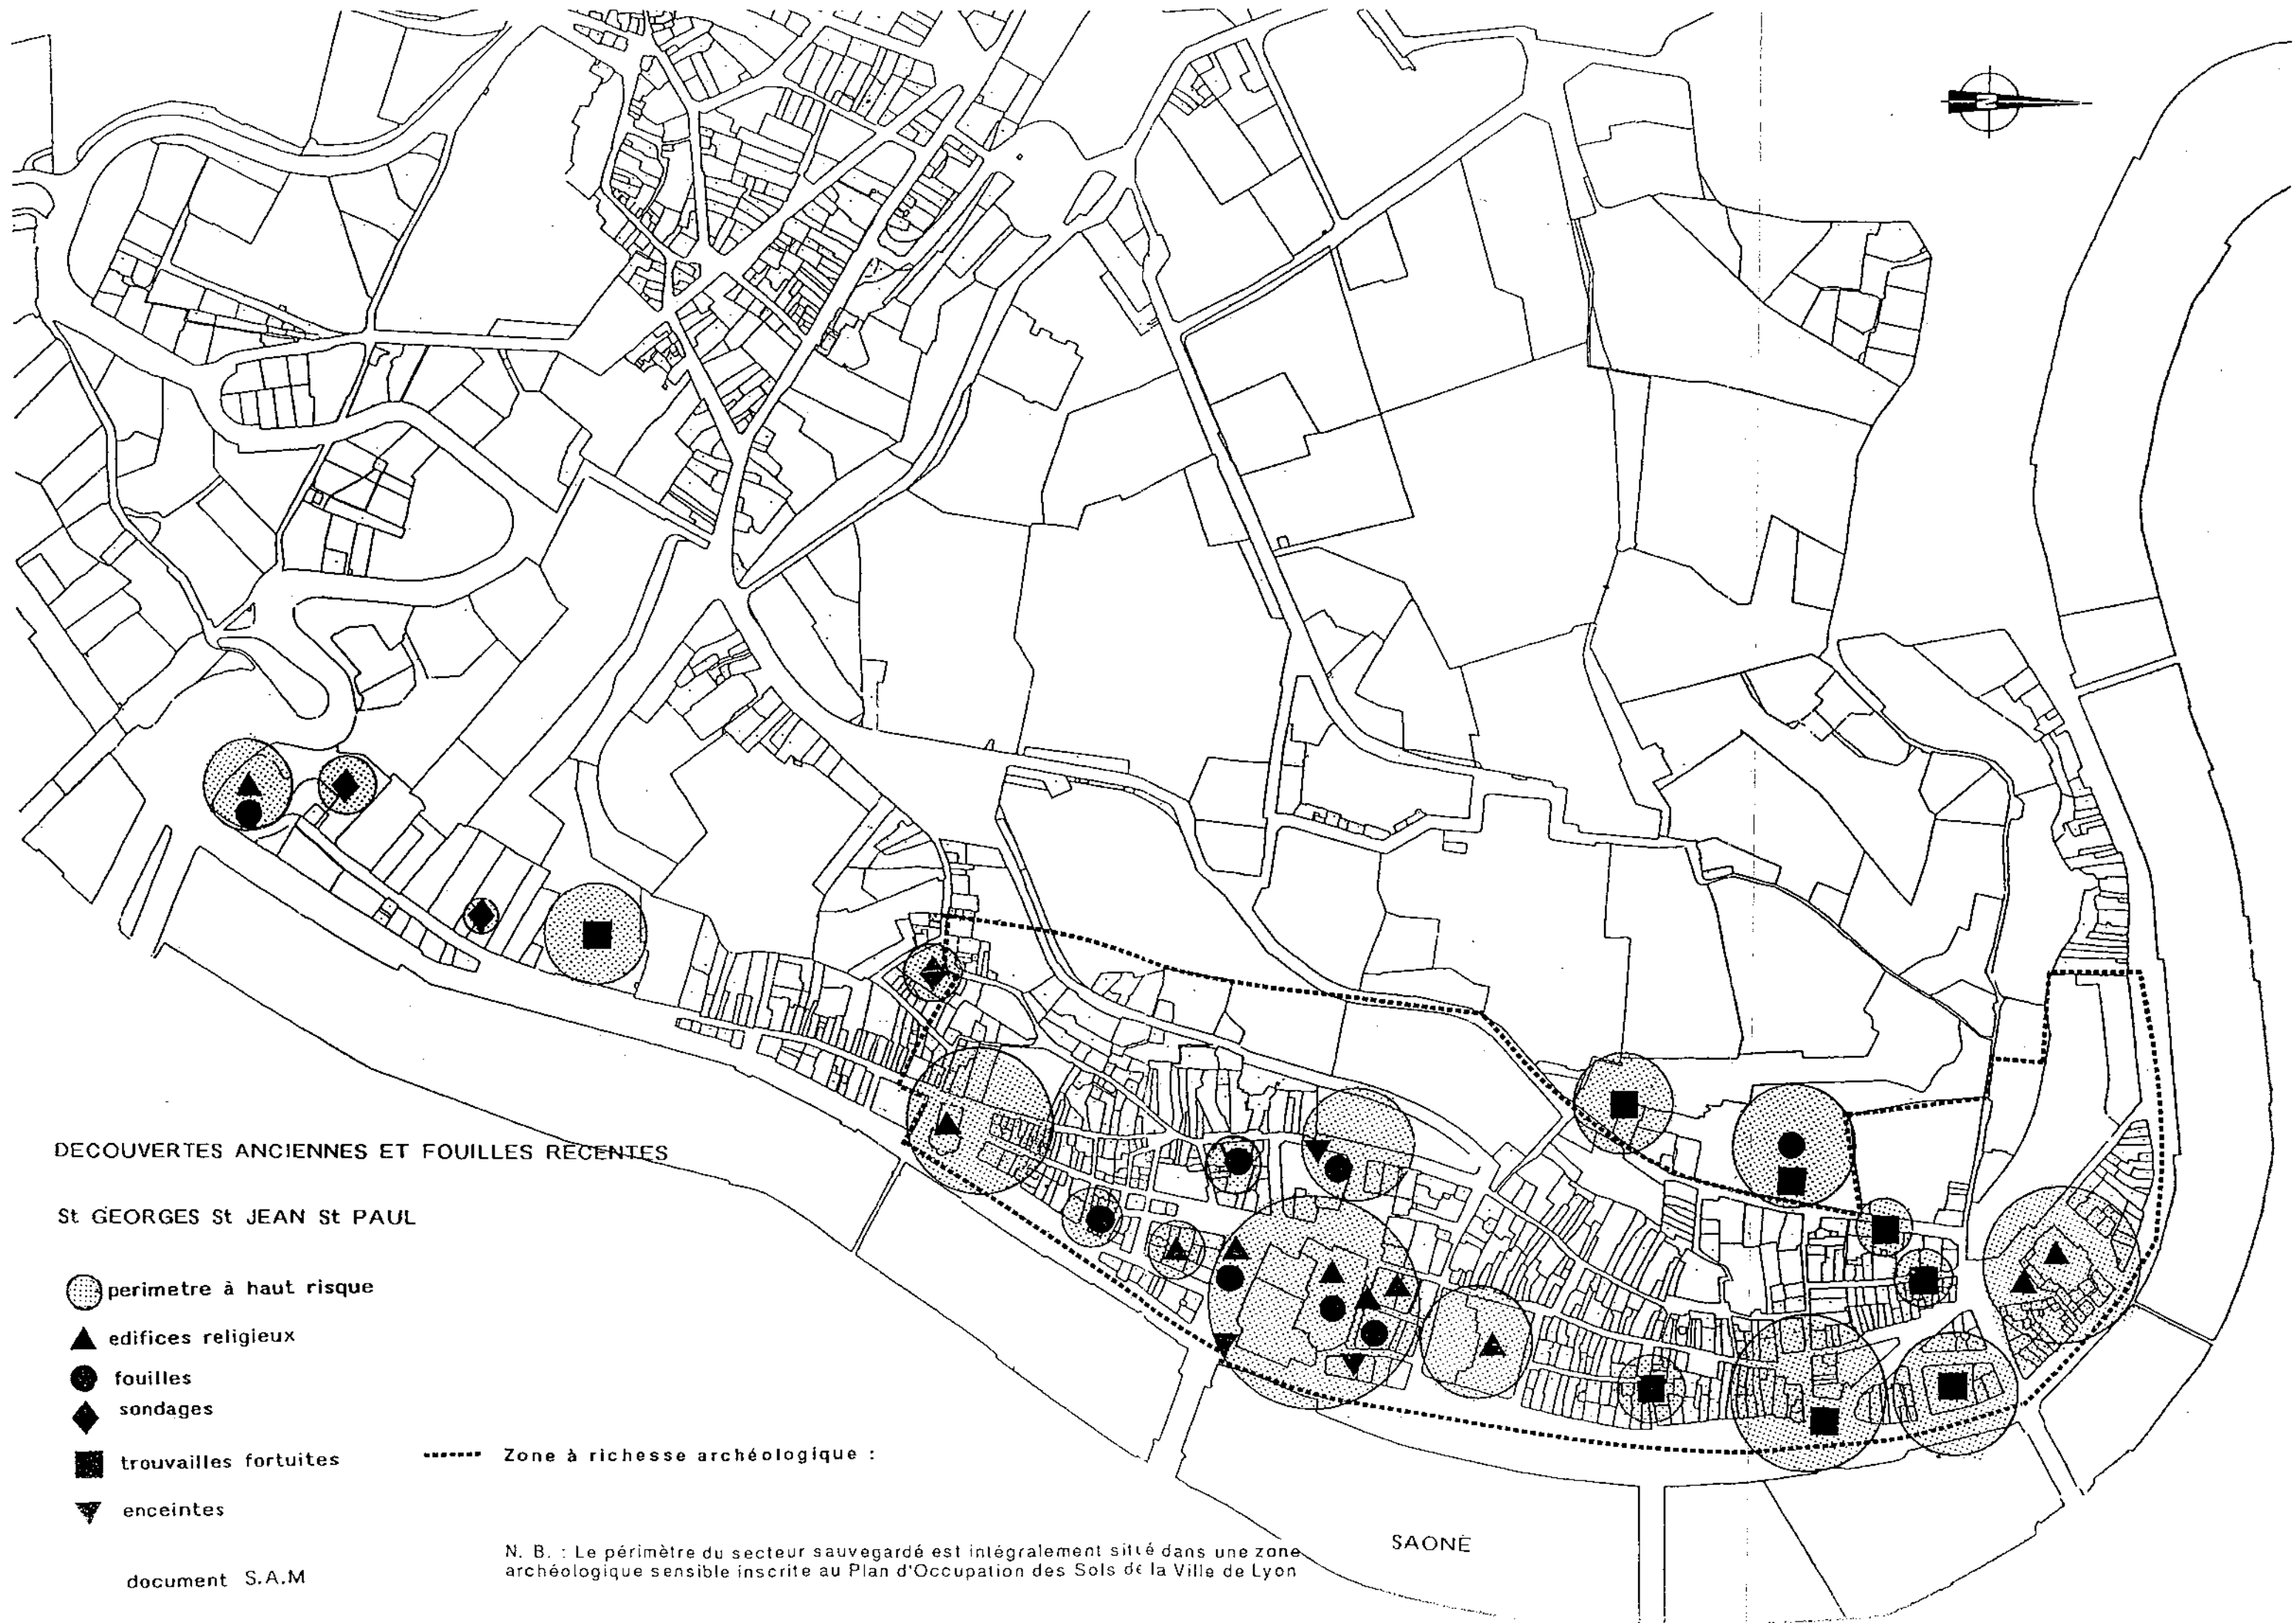 DECOUVERTES ANCIENNES ET FOUILLES RECENTES
St GEORGES St JEAN St PAUL
perimetre à haut risque
edifices religieux
fouilles
sondages
trouvailles fortuites
enceintes
document S.A.M
Zone à richesse archéologique :
N. B. : Le périmètre du secteur sauvegardé est intégralement situé dans une zone
archéologique sensible inscrite au Plan d'Occupation des Sols de la Ville de Lyon
SAONE
N